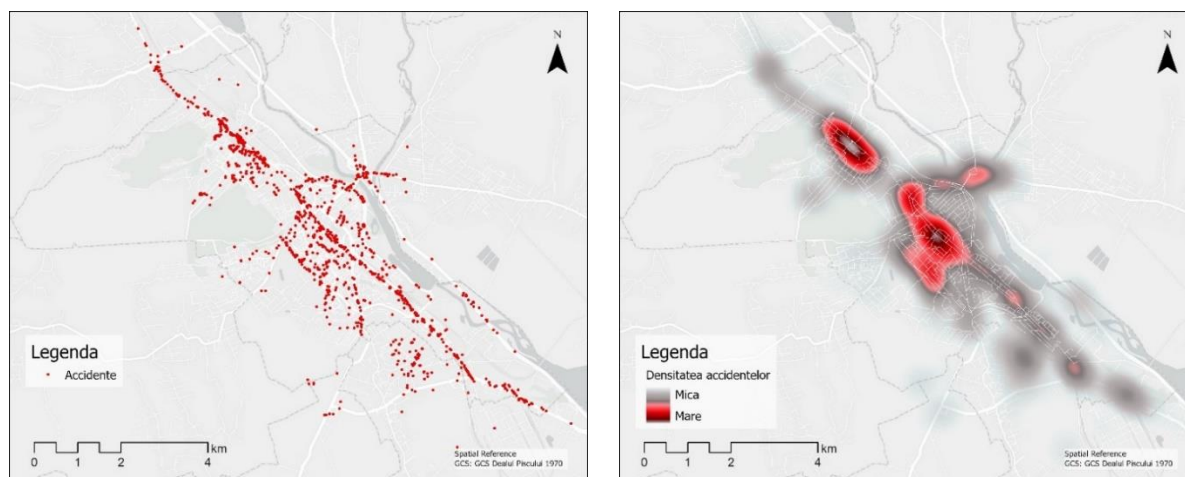 N
Legenda
Accidente
km
0 1 2 4
Spatial Reference
GCS: GCS Dealul Piscului 1970
N
Legenda
Densitatea accidentelor
Mica
Mare
km
0 1 2 4
Spatial Reference
GCS: GCS Dealul Piscului 1970